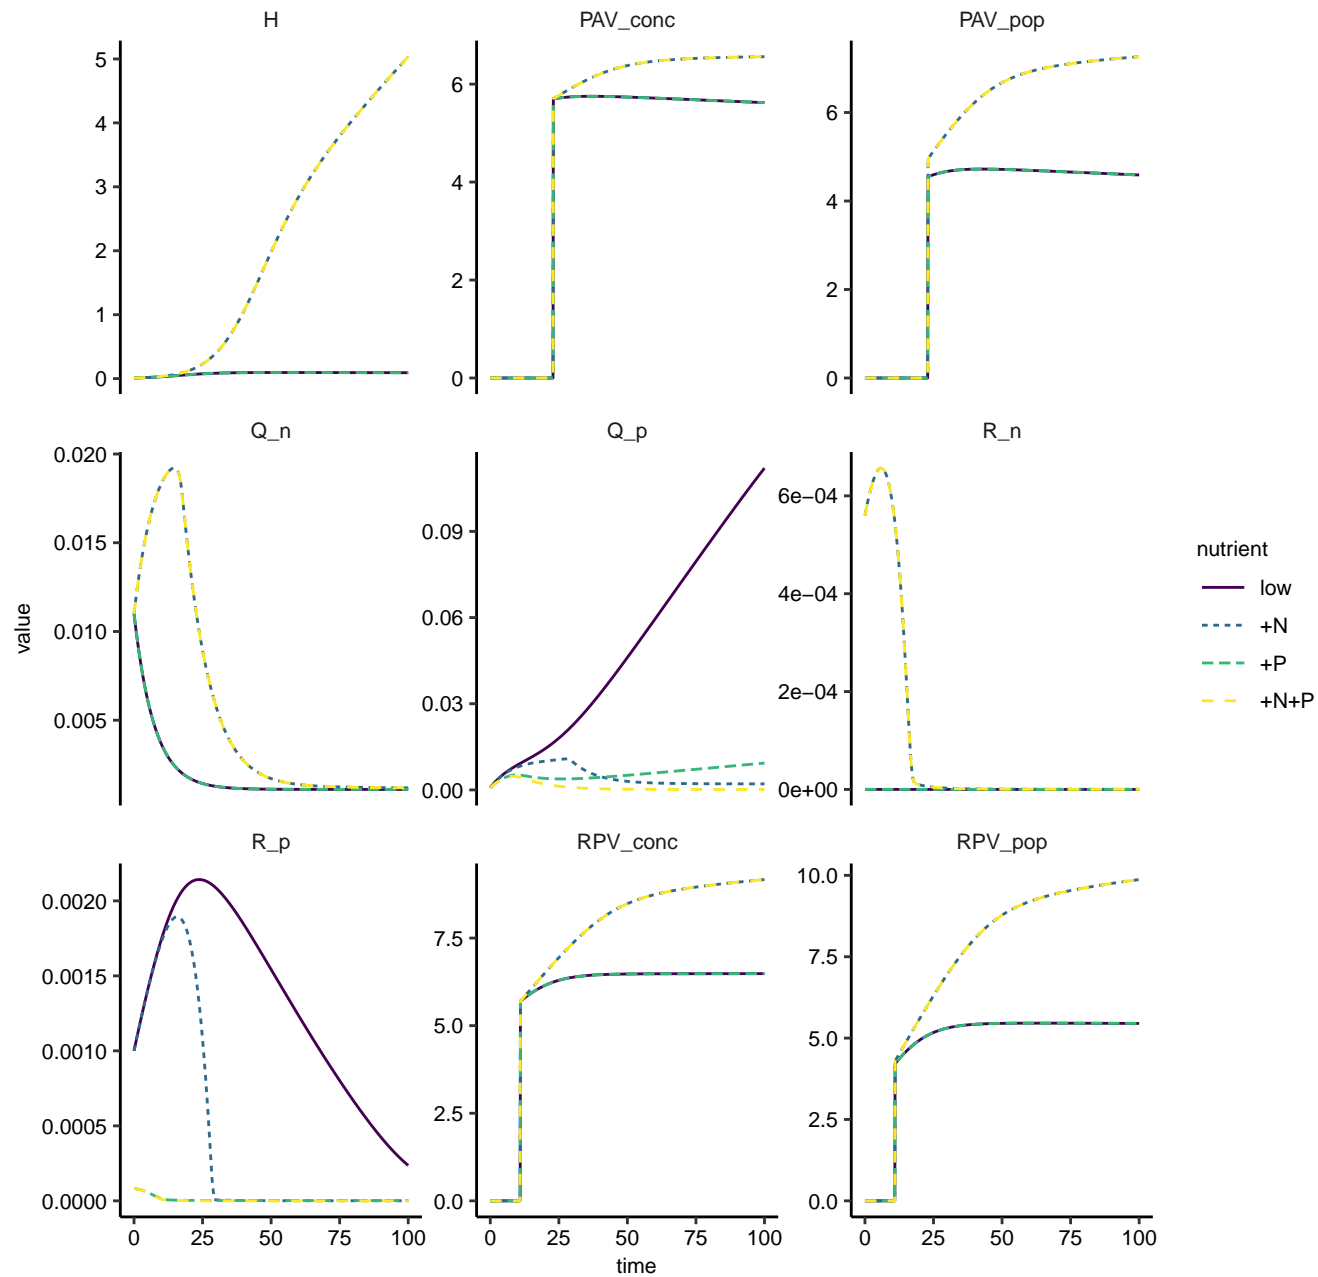 H
PAV_conc
PAV_pop
5
4
3
2
1
0
6
4
2
0
6
4
2
0
Q_n
Q_p
R_n
0.020
0.015
0.010
0.005
0.09
0.06
0.03
0.00
6e−04
4e−04
2e−04
0e+00
value
nutrient
low
+N
+P
+N+P
R_p
RPV_conc
RPV_pop
0.0020
0.0015
0.0010
0.0005
0.0000
7.5
5.0
2.5
0.0
10.0
7.5
5.0
2.5
0.0
0 25 50 75 100
0 25 50 75 100
0 25 50 75 100
time